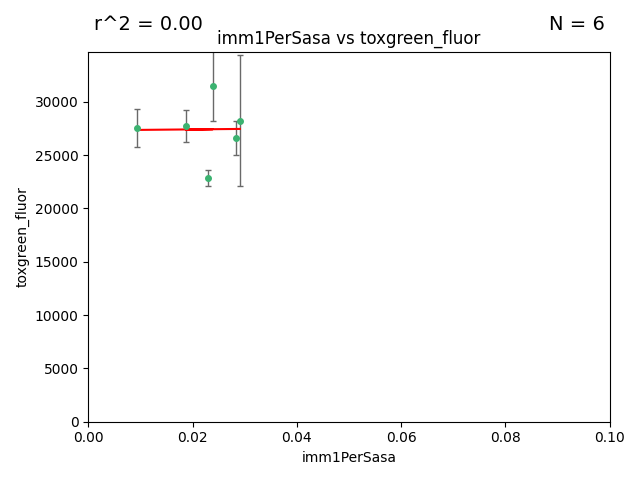 r^2 = 0.00
N = 6
imm1PerSasa vs toxgreen_fluor
30000
25000
20000
15000
10000
5000
0
toxgreen_fluor
0.00
0.02
0.04
0.06
0.08
0.10
imm1PerSasa